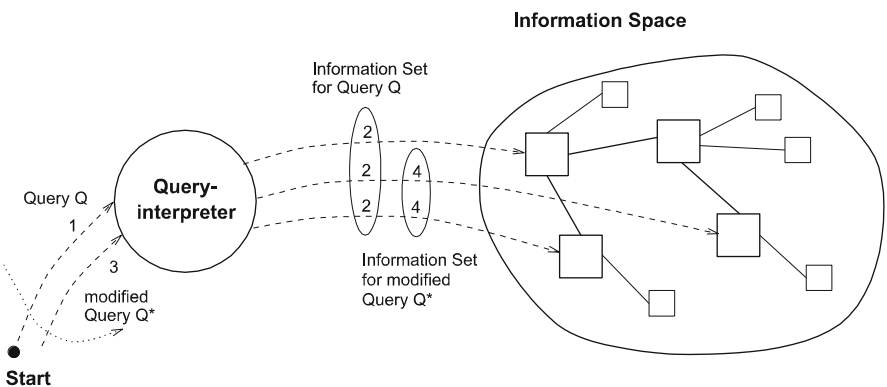 Information Space
Information Set
for Query Q
2
2 4
2 4
Query Q
1
Query-
interpreter
3
modified
Query Q*
Information Set
for modified
Query Q*
Start